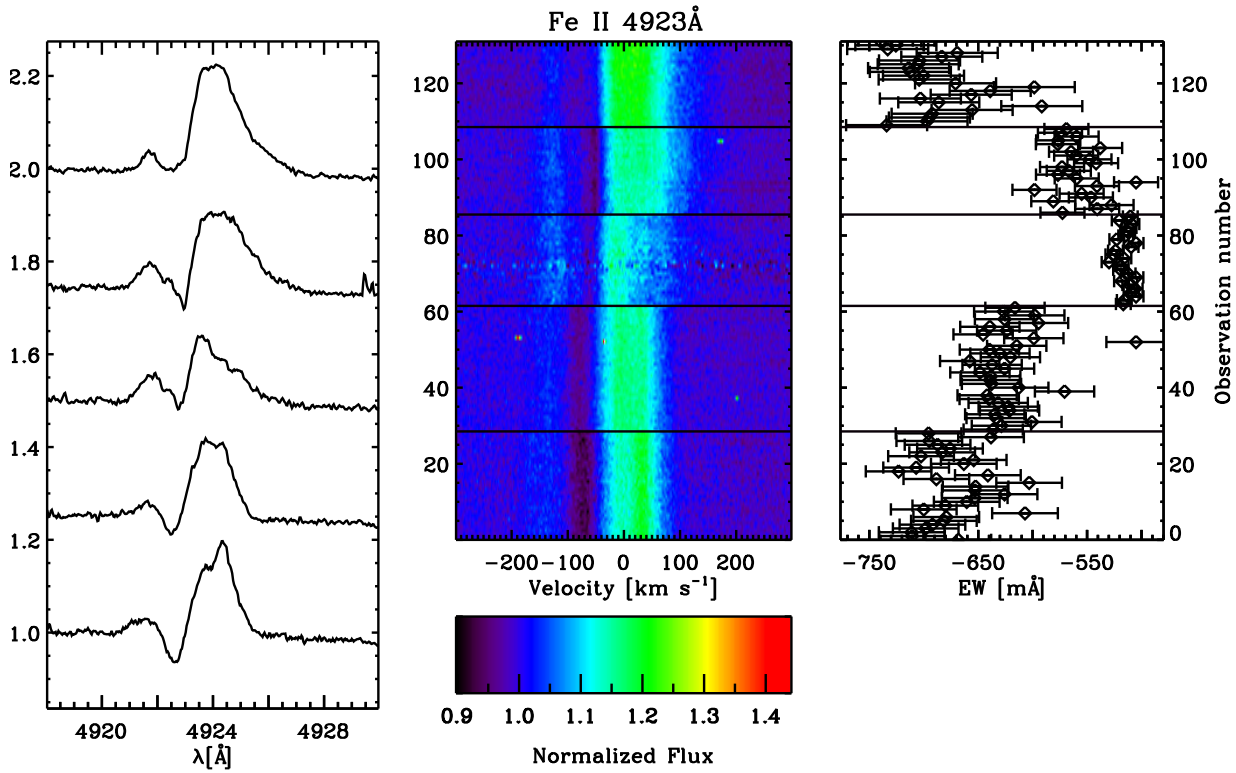 Fe II 4923Å
2.2
2.0
1.8
1.6
1.4
1.2
1.0
4920 4924 4928
λ[Å]
120
100
80
60
40
20
-200 -100 0 100 200
Velocity [km s⁻¹]
120
100
80
60
40
20
0
Observation number
-750 -650 -550
EW [mÅ]
0.9 1.0 1.1 1.2 1.3 1.4
Normalized Flux